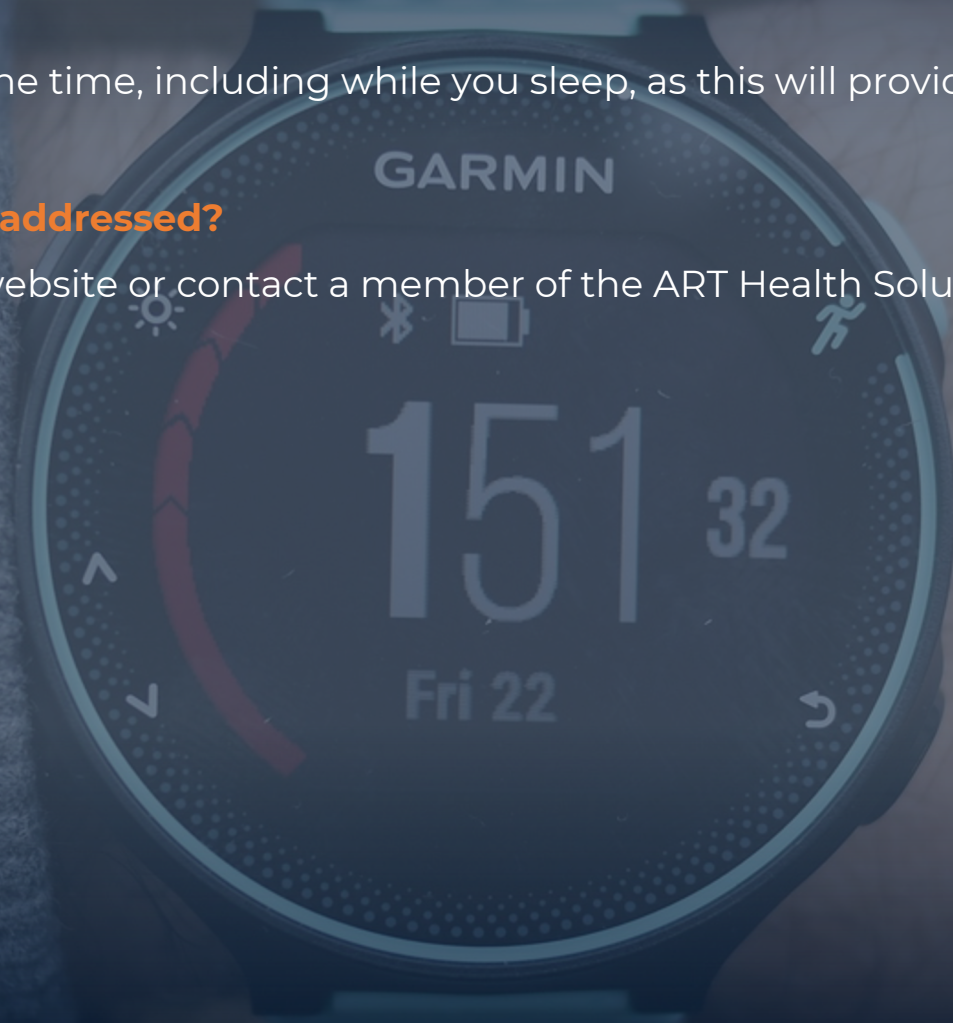 he time, including while you sleep, as this will provid
GARMIN
addressed?
website or contact a member of the ART Health Solu
151
32
Fri 22